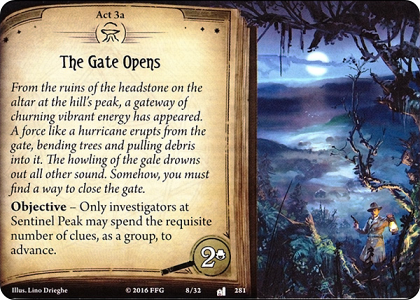 Act 3a
The Gate Opens
From the ruins of the headstone on the
altar at the hill's peak, a gateway of
churning vibrant energy has appeared.
A force like a hurricane erupts from the
gate, bending trees and pulling debris
into it. The howling of the gale drowns
out all other sound. Somehow, you must
find a way to close the gate.
Objective – Only investigators at
Sentinel Peak may spend the requisite
number of clues, as a group, to
advance.
2
Illus. Lino Drieghe © 2016 FFG 8/32 281